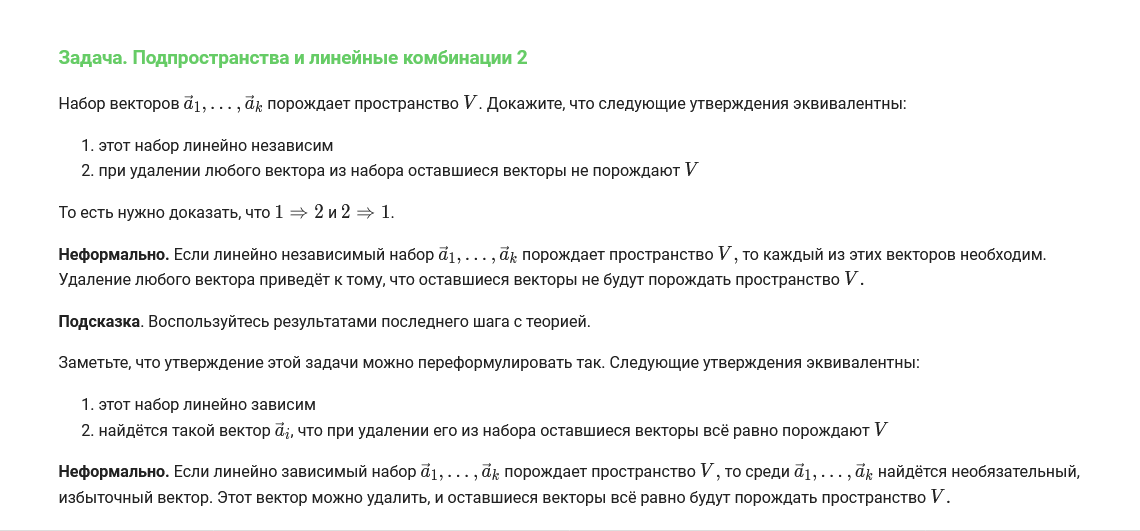 Задача. Подпространства и линейные комбинации 2
Набор векторов $\vec{a}_1, \ldots, \vec{a}_k$ порождает пространство $V$. Докажите, что следующие утверждения эквивалентны:
1. этот набор линейно независим
2. при удалении любого вектора из набора оставшиеся векторы не порождают $V$
То есть нужно доказать, что $1 \Rightarrow 2$ и $2 \Rightarrow 1$.
Неформально. Если линейно независимый набор $\vec{a}_1, \ldots, \vec{a}_k$ порождает пространство $V$, то каждый из этих векторов необходим.
Удаление любого вектора приведёт к тому, что оставшиеся векторы не будут порождать пространство $V$.
Подсказка. Воспользуйтесь результатами последнего шага с теорией.
Заметьте, что утверждение этой задачи можно переформулировать так. Следующие утверждения эквивалентны:
1. этот набор линейно зависим
2. найдётся такой вектор $\vec{a}_i$, что при удалении его из набора оставшиеся векторы всё равно порождают $V$
Неформально. Если линейно зависимый набор $\vec{a}_1, \ldots, \vec{a}_k$ порождает пространство $V$, то среди $\vec{a}_1, \ldots, \vec{a}_k$ найдётся необязательный,
избыточный вектор. Этот вектор можно удалить, и оставшиеся векторы всё равно будут порождать пространство $V$.